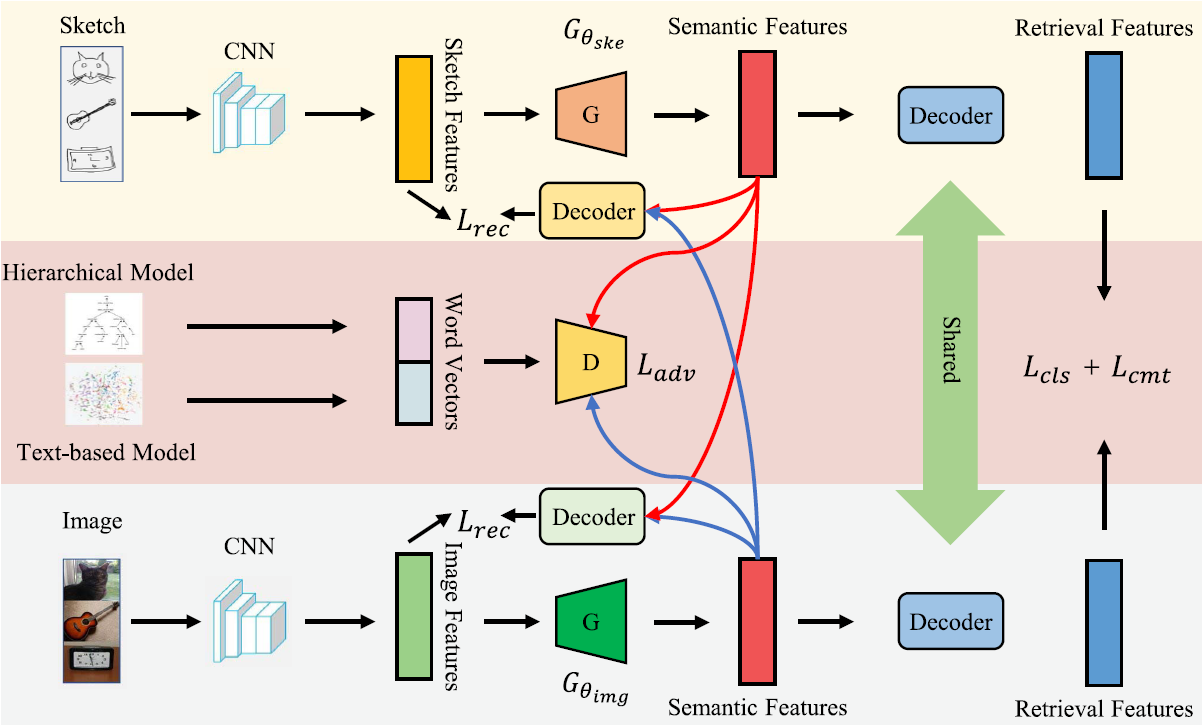 Sketch
CNN
Sketch Features
G_{θ_{ske}}
G
Semantic Features
Decoder
Retrieval Features
L_{rec}
Decoder
Hierarchical Model
Text-based Model
Word Vectors
D
L_{adv}
Shared
L_{cls} + L_{cmt}
Image
CNN
Image Features
L_{rec}
Decoder
G
G_{θ_{img}}
Semantic Features
Decoder
Retrieval Features